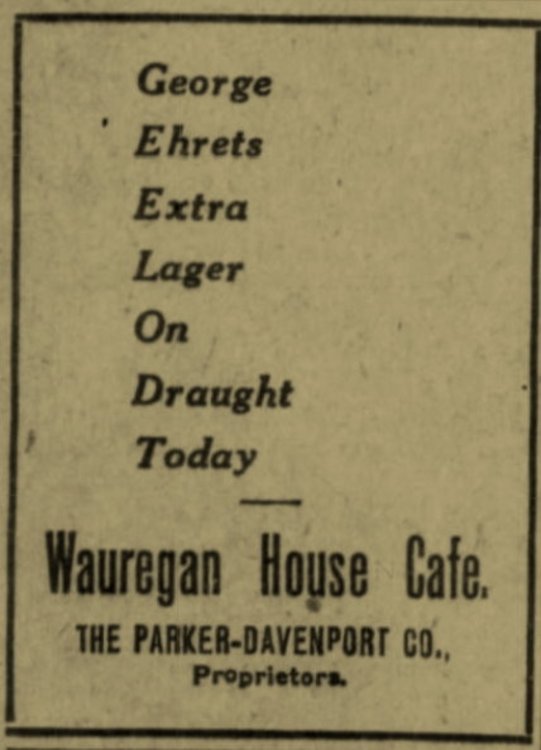 George
Ehrets
Extra
Lager
On
Draught
Today
Wauregan House Cafe.
THE PARKER-DAVENPORT CO.,
Proprietors.